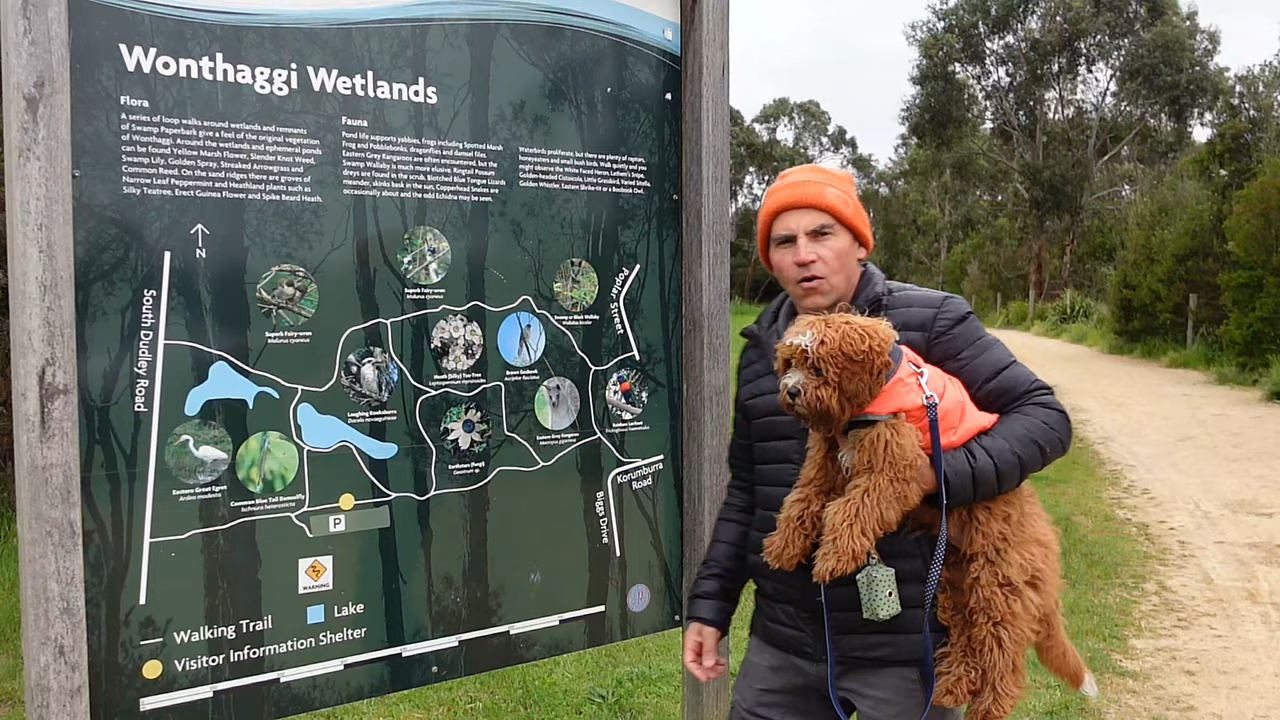 Wonthaggi Wetlands
Flora
A series of loop walks around wetlands and remnants
of Swamp Paperbark give a feel of the original vegetation
of Wonthaggi. Around the wetlands and ephemeral ponds
can be found Yellow Marsh Flower, Slender Knot Weed,
Swamp Lily, Golden Spray, Streaked Arrowgrass and
Common Reed. On the sand ridges there are groves of
Narrow Leaf Peppermint and Heathland plants such as
Silky Teatree, Erect Guinea Flower and Spike Beard Heath.
Fauna
Pond life supports yabbies, frogs including Spotted Marsh
Frog and Pobblebonks, dragonflies and damsel flies.
Eastern Grey Kangaroos are often encountered, but the
Swamp Wallaby is much more elusive. Ringtail Possum
dreys are found in the scrub. Blotched Blue Tongue Lizards
meander, skinks bask in the sun, Copperhead Snakes are
occasionally about and the odd Echidna may be seen.
Waterbirds proliferate, but there are plenty of raptors,
honeyeaters and small bush birds. Walk quietly and you
might observe the White Faced Heron, Latham's Snipe,
Golden-headed Cisticola, Little Grassbird, Varied Sitella,
Golden Whistler, Eastern Shrike-tit or a Boobook Owl.
N
South Dudley Road
Superb Fairy-wren
Malurus cyaneus
Superb Fairy-wren
Malurus cyaneus
Swamp or Black Wallaby
Wallabia bicolor
Poplar Street
Laughing Kookaburra
Dacelo novaeguineae
Heath (Silky) Tea-Tree
Leptospermum myrsinoides
Brown Goshawk
Accipiter fasciatus
Eastern Grey Kangaroo
Macropus giganteus
Rainbow Lorikeet
Trichoglossus haematodus
Earthstars (fungi)
Geastrum sp.
Eastern Great Egret
Ardea modesta
Common Blue Tail Damselfly
Ischnura heterosticta
Korumburra
Road
Biggs Drive
P
WARNING
Lake
Walking Trail
Visitor Information Shelter